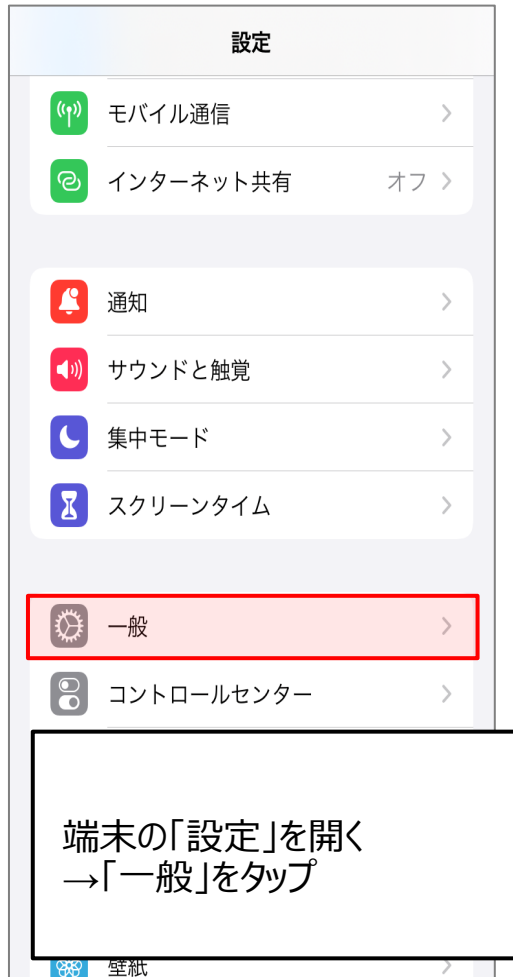 設定
モバイル通信
インターネット共有 オフ
通知
サウンドと触覚
集中モード
スクリーンタイム
一般
コントロールセンター
端末の「設定」を開く
→「一般」をタップ
壁紙